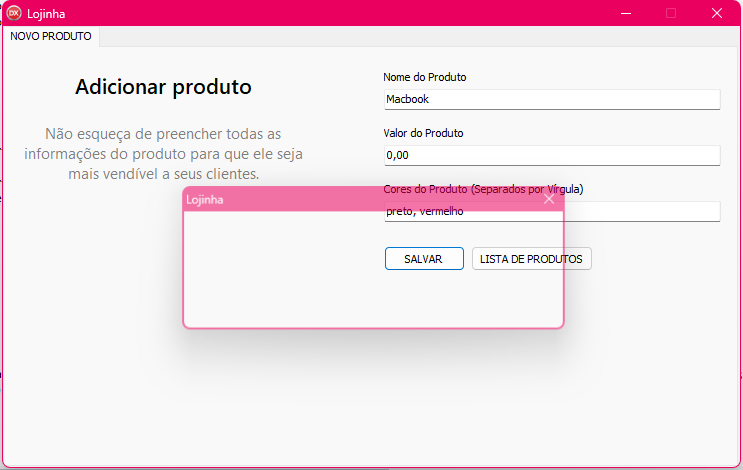 Lojinha
NOVO PRODUTO
Adicionar produto
Não esqueça de preencher todas as
informações do produto para que ele seja
mais vendível a seus clientes.
Nome do Produto
Macbook
Valor do Produto
0,00
Cores do Produto (Separados por Vírgula)
preto, vermelho
SALVAR
LISTA DE PRODUTOS
Lojinha